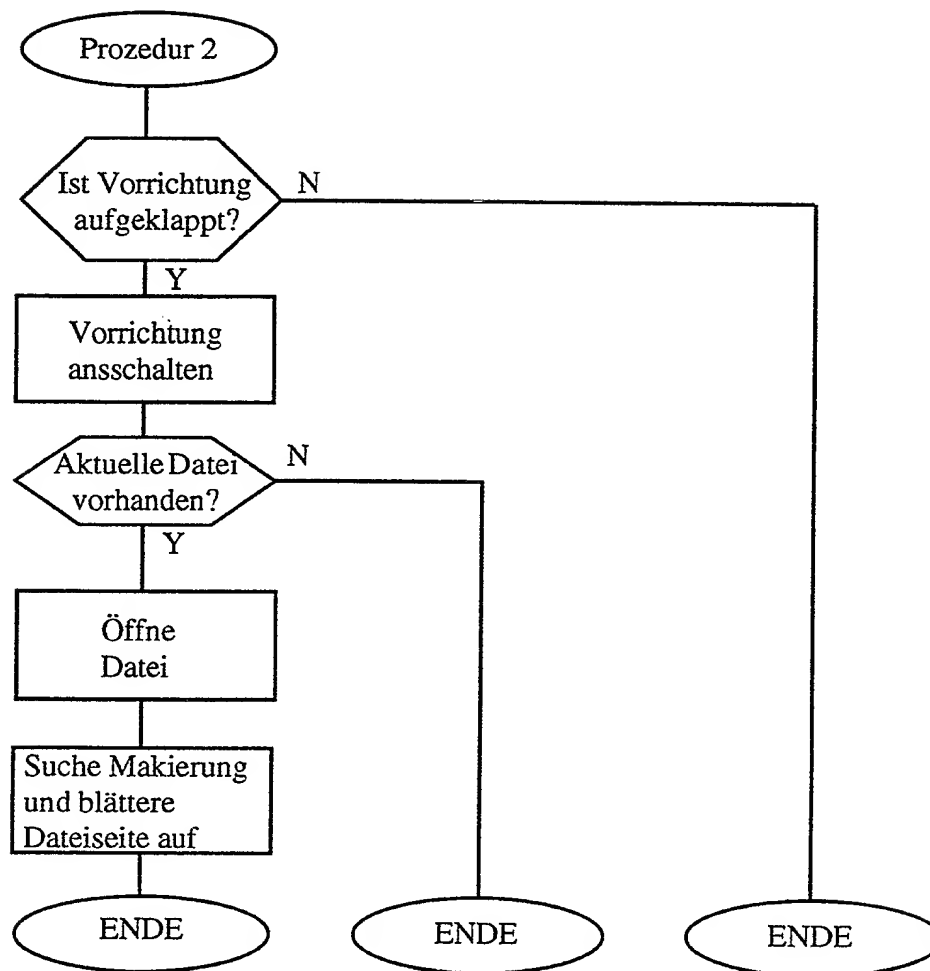 Prozedur 2
Ist Vorrichtung
aufgeklappt?
N
Y
Vorrichtung
ansschalten
Aktuelle Datei
vorhanden?
N
Y
Öffne
Datei
Suche Makierung
und blättere
Dateiseite auf
ENDE
ENDE
ENDE